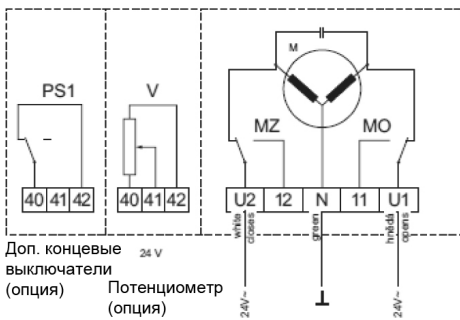 M
PS1
V
MZ
MO
40 41 42
40 41 42
U2 12 N 11 U1
white
closes
green
hnědá
opens
Доп. концевые
выключатели
(опция)
24 V
Потенциометр
(опция)
24V~
24V~